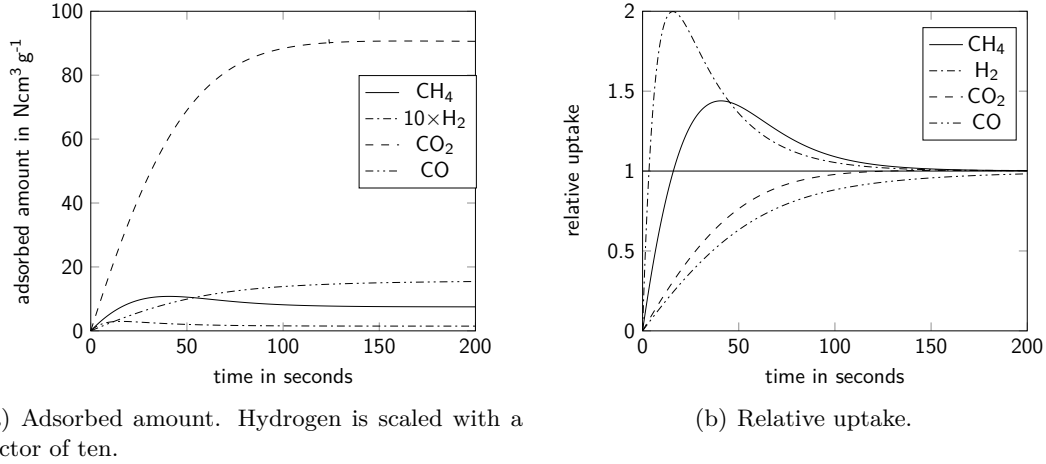 100
80
60
40
20
0
adsorbed amount in Ncm³ g⁻¹
CH₄
10×H₂
CO₂
CO
0 50 100 150 200
time in seconds
) Adsorbed amount. Hydrogen is scaled with a
ctor of ten.
2
1.5
1
0.5
0
relative uptake
CH₄
H₂
CO₂
CO
0 50 100 150 200
time in seconds
(b) Relative uptake.